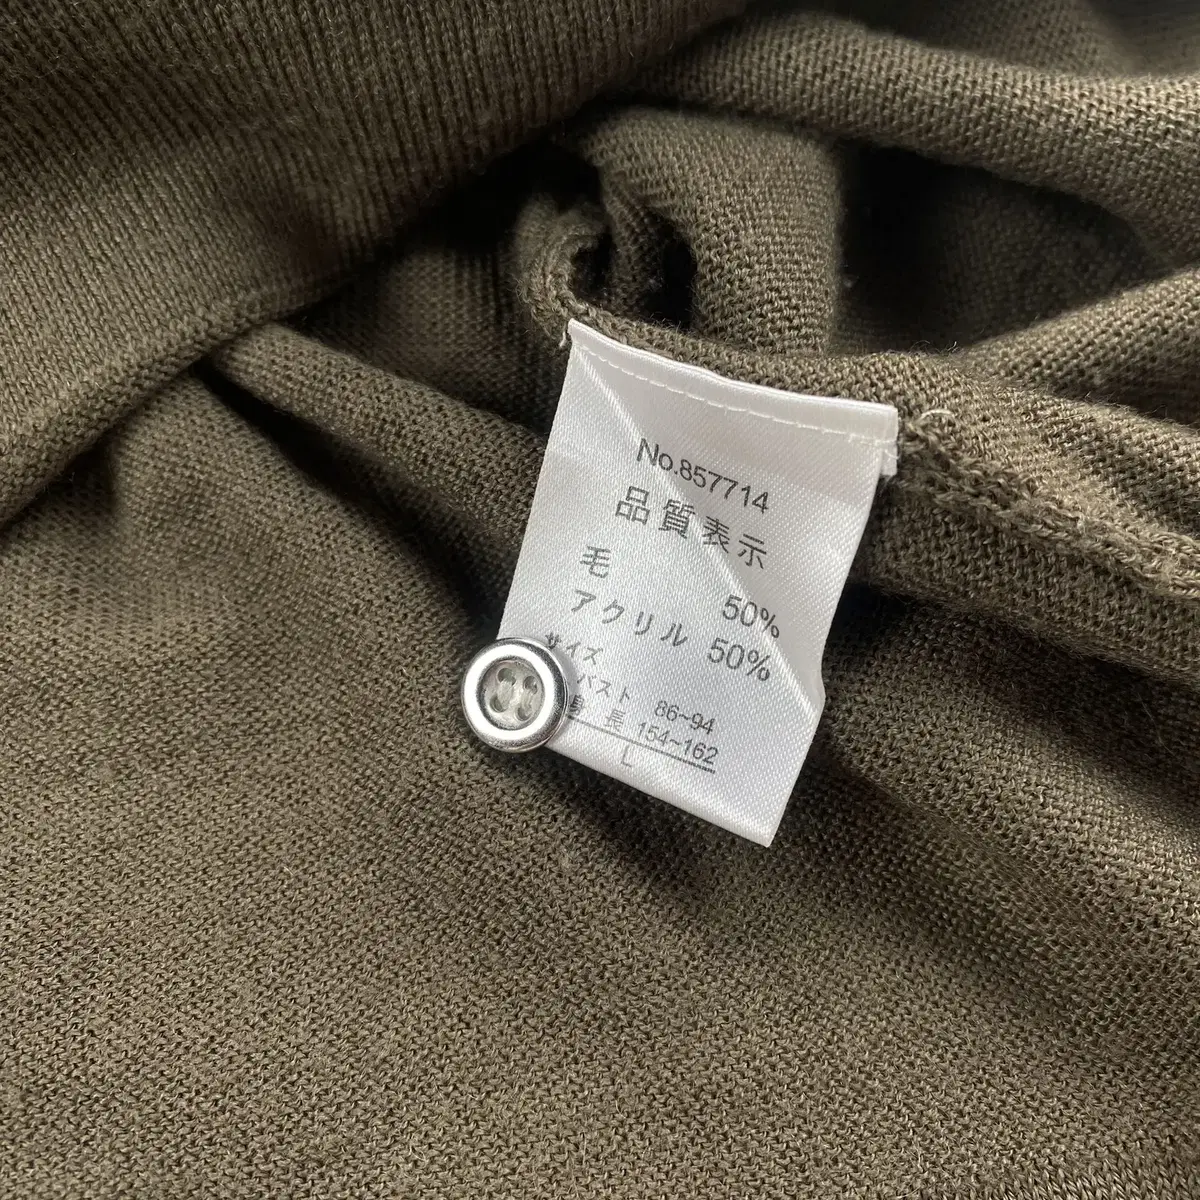 No.857714
品質表示
毛 50%
アクリル 50%
サイズ
バスト 86~94
身 長 154~162
L